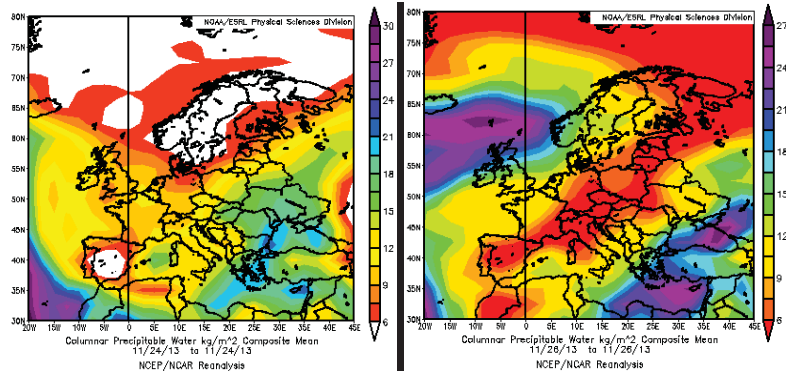 NOAA/ESRL Physical Sciences Division
80N
75N
70N
65N
60N
55N
50N
45N
40N
35N
30N
20W 15W 10W 5W 0 5E 10E 15E 20E 25E 30E 35E 40E 45E
30
27
24
21
18
15
12
9
6
Columnar Precipitable Water kg/m^2 Composite Mean
11/24/13 to 11/24/13
NCEP/NCAR Reanalysis
NOAA/ESRL Physical Sciences Division
80N
75N
70N
65N
60N
55N
50N
45N
40N
35N
30N
20W 15W 10W 5W 0 5E 10E 15E 20E 25E 30E 35E 40E 45E
27
24
21
18
15
12
9
6
Columnar Precipitable Water kg/m^2 Composite Mean
11/26/13 to 11/26/13
NCEP/NCAR Reanalysis